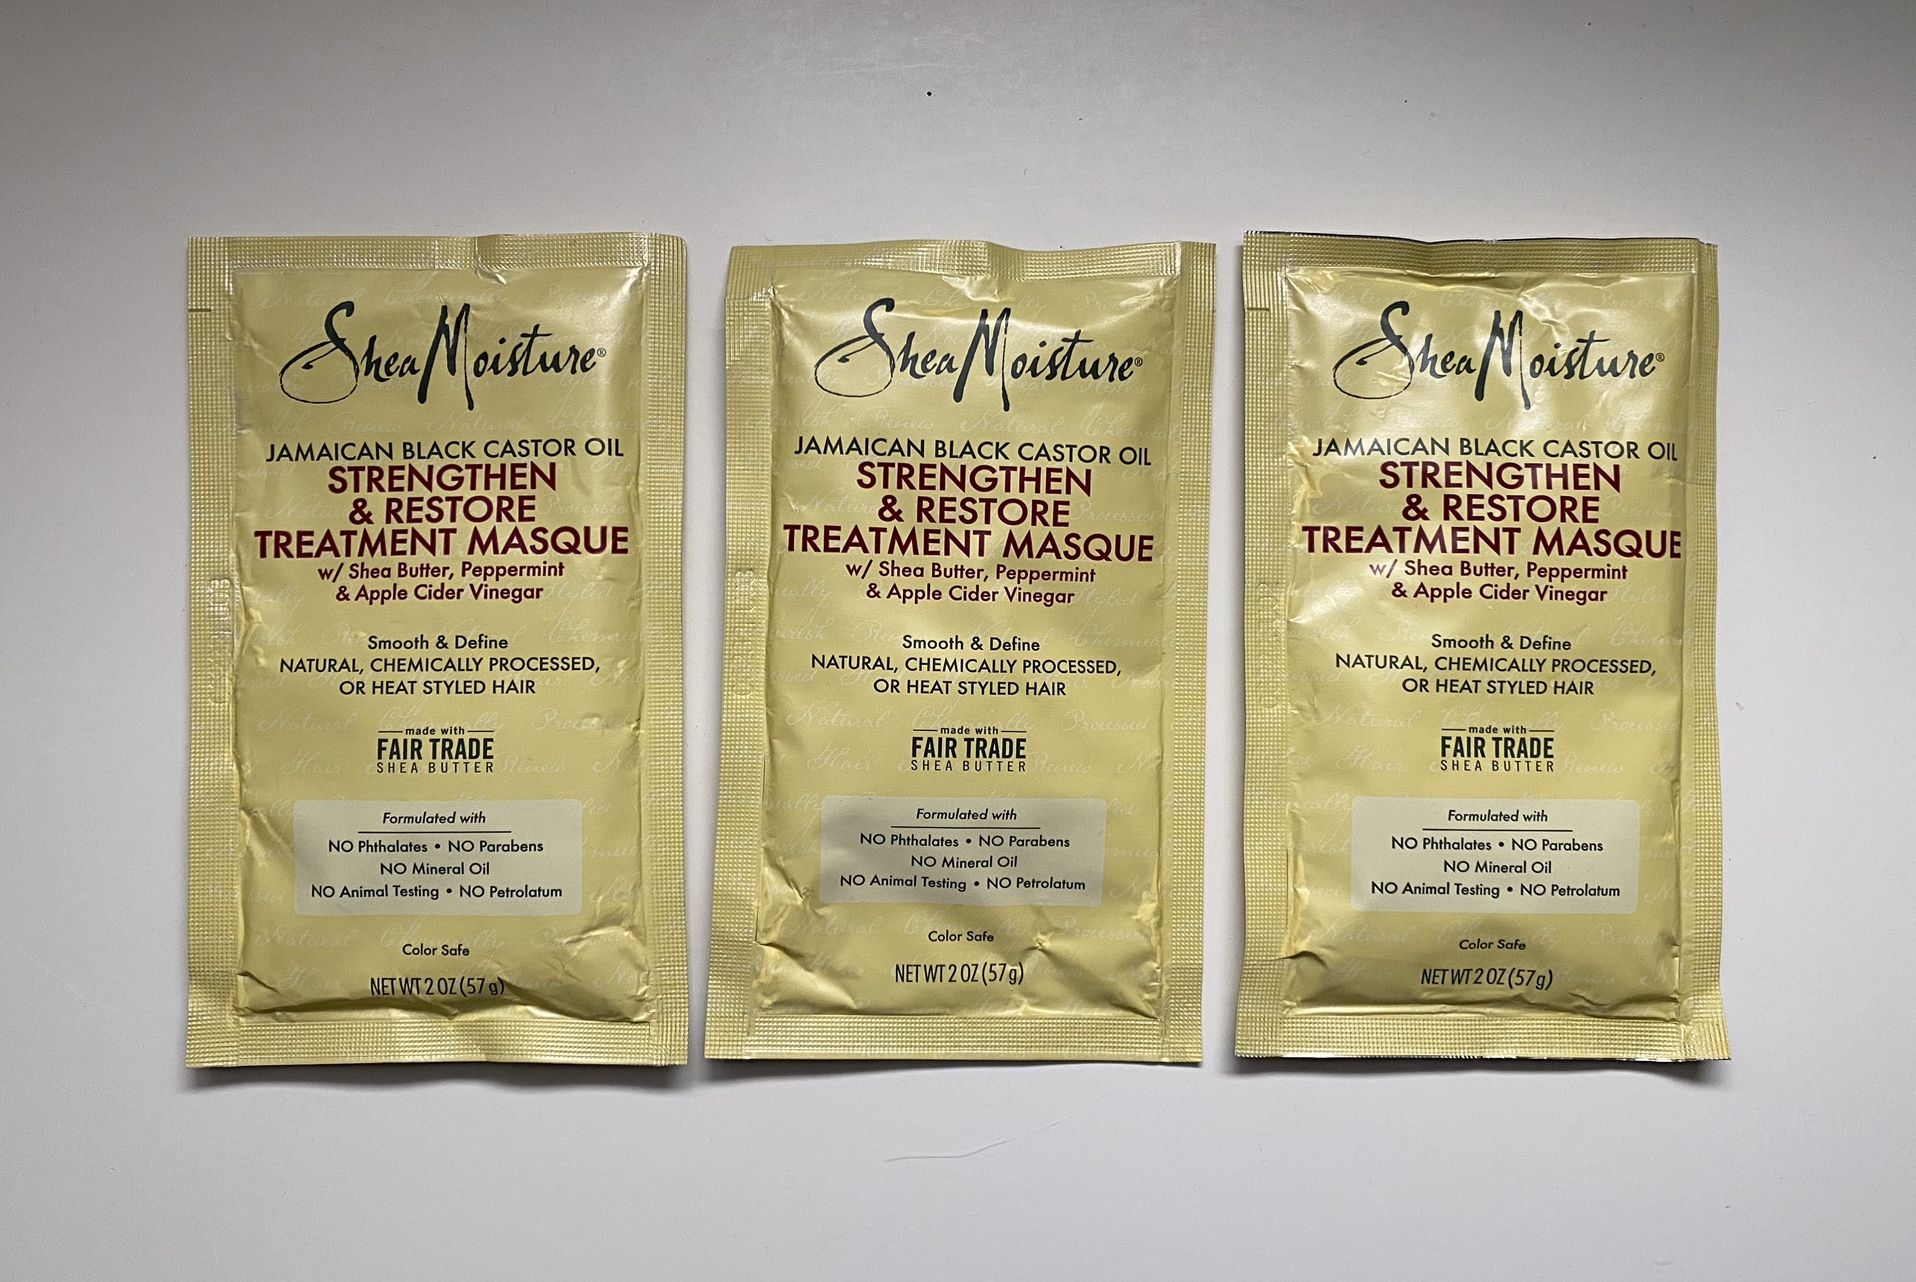 SheaMoisture®
JAMAICAN BLACK CASTOR OIL
STRENGTHEN
& RESTORE
TREATMENT MASQUE
w/ Shea Butter, Peppermint
& Apple Cider Vinegar
Smooth & Define
NATURAL, CHEMICALLY PROCESSED,
OR HEAT STYLED HAIR
made with
FAIR TRADE
SHEA BUTTER
Formulated with
NO Phthalates • NO Parabens
NO Mineral Oil
NO Animal Testing • NO Petrolatum
Color Safe
NET WT 2 OZ (57 g)
SheaMoisture®
JAMAICAN BLACK CASTOR OIL
STRENGTHEN
& RESTORE
TREATMENT MASQUE
w/ Shea Butter, Peppermint
& Apple Cider Vinegar
Smooth & Define
NATURAL, CHEMICALLY PROCESSED,
OR HEAT STYLED HAIR
made with
FAIR TRADE
SHEA BUTTER
Formulated with
NO Phthalates • NO Parabens
NO Mineral Oil
NO Animal Testing • NO Petrolatum
Color Safe
NET WT 2 OZ (57 g)
SheaMoisture®
JAMAICAN BLACK CASTOR OIL
STRENGTHEN
& RESTORE
TREATMENT MASQUE
w/ Shea Butter, Peppermint
& Apple Cider Vinegar
Smooth & Define
NATURAL, CHEMICALLY PROCESSED,
OR HEAT STYLED HAIR
made with
FAIR TRADE
SHEA BUTTER
Formulated with
NO Phthalates • NO Parabens
NO Mineral Oil
NO Animal Testing • NO Petrolatum
Color Safe
NET WT 2 OZ (57 g)